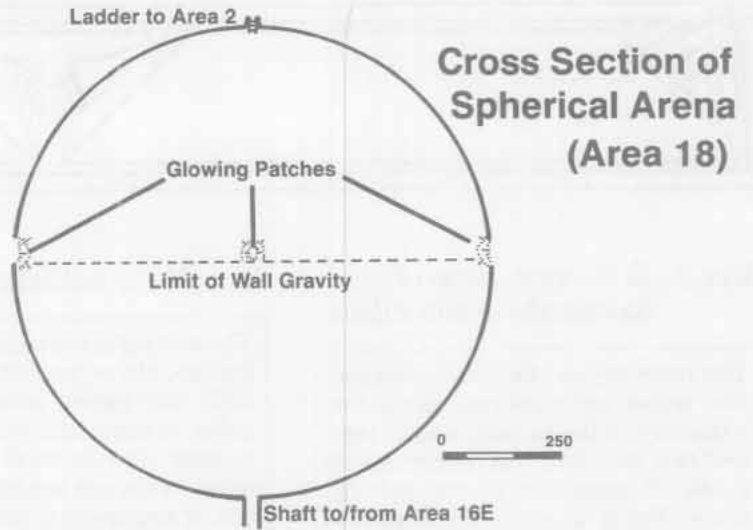 Ladder to Area 2
Cross Section of
Spherical Arena
(Area 18)
Glowing Patches
Limit of Wall Gravity
0 250
Shaft to/from Area 16E